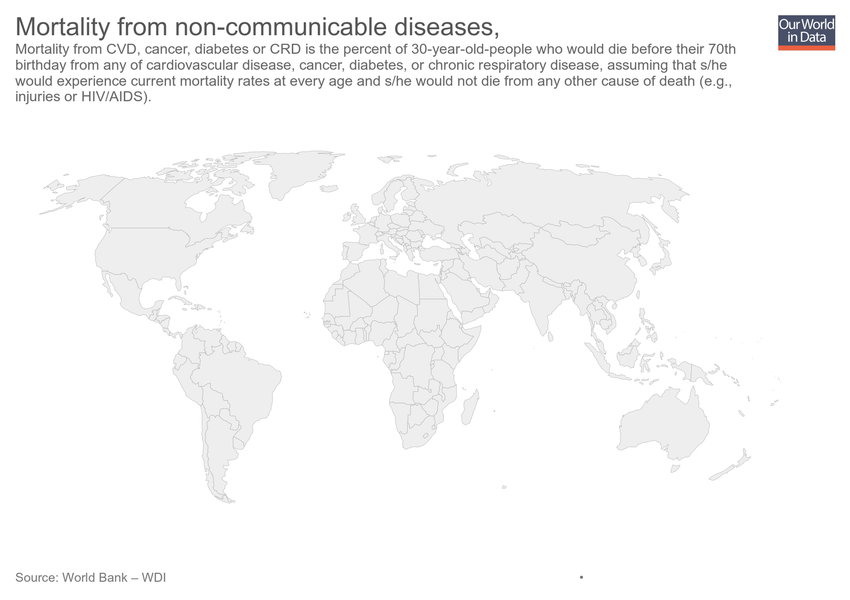 Mortality from non-communicable diseases,
Our World
in Data
Mortality from CVD, cancer, diabetes or CRD is the percent of 30-year-old-people who would die before their 70th
birthday from any of cardiovascular disease, cancer, diabetes, or chronic respiratory disease, assuming that s/he
would experience current mortality rates at every age and s/he would not die from any other cause of death (e.g.,
injuries or HIV/AIDS).
Source: World Bank – WDI
•